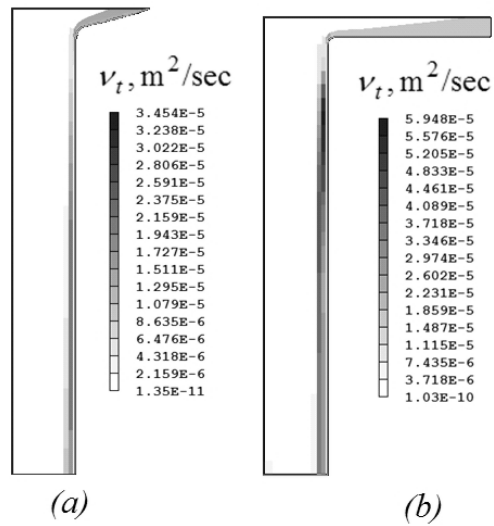 ν_t, m²/sec
3.454E-5
3.238E-5
3.022E-5
2.806E-5
2.591E-5
2.375E-5
2.159E-5
1.943E-5
1.727E-5
1.511E-5
1.295E-5
1.079E-5
8.635E-6
6.476E-6
4.318E-6
2.159E-6
1.35E-11
(a)
ν_t, m²/sec
5.948E-5
5.576E-5
5.205E-5
4.833E-5
4.461E-5
4.089E-5
3.718E-5
3.346E-5
2.974E-5
2.602E-5
2.231E-5
1.859E-5
1.487E-5
1.115E-5
7.435E-6
3.718E-6
1.03E-10
(b)